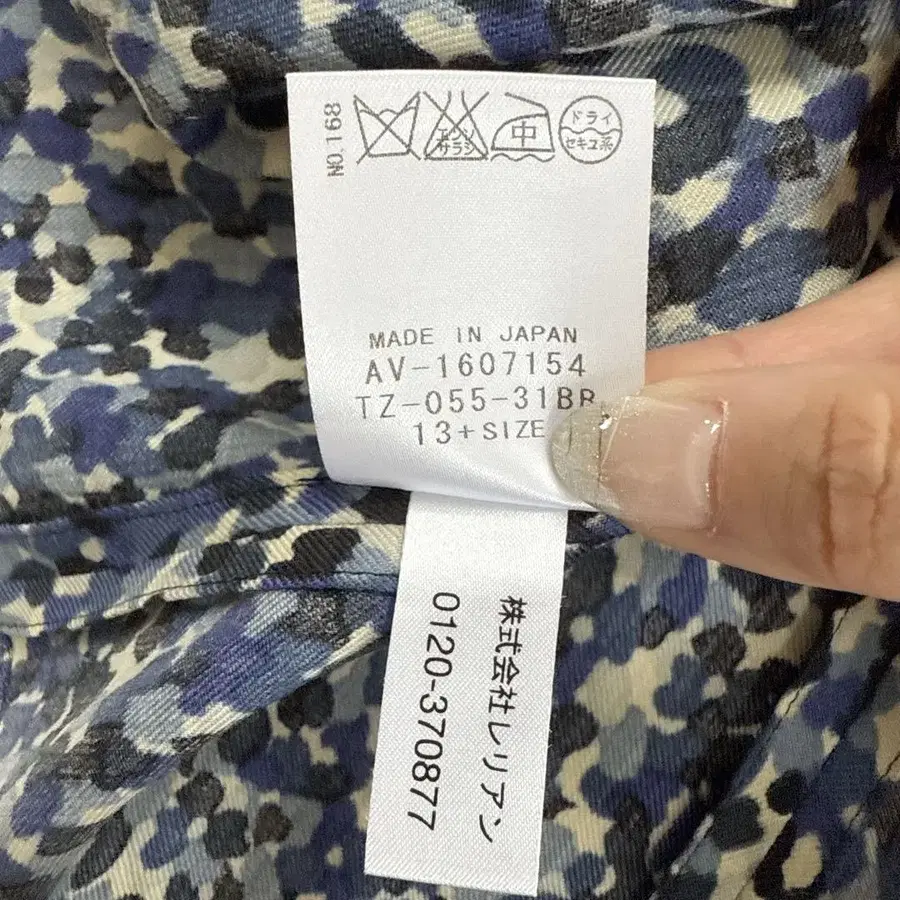 NO.168
エンソ
サラシ
中
ドライ
セキユ系
MADE IN JAPAN
AV-1607154
TZ-055-31BR
13+SIZE
株式会社レリアン
0120-370877